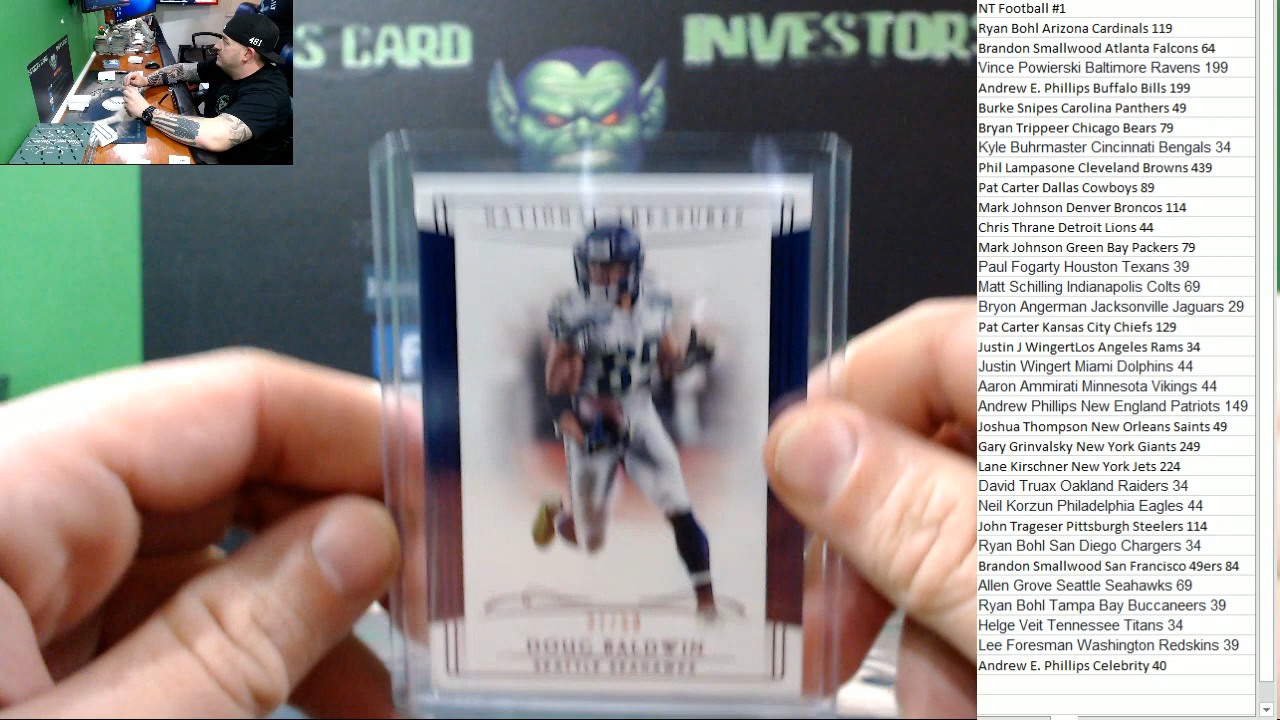 481
S CARD
INVESTORS
NATIONAL TREASURES
DOUG BALDWIN
SEATTLE SEAHAWKS
NT Football #1
Ryan Bohl Arizona Cardinals 119
Brandon Smallwood Atlanta Falcons 64
Vince Powierski Baltimore Ravens 199
Andrew E. Phillips Buffalo Bills 199
Burke Snipes Carolina Panthers 49
Bryan Trippeer Chicago Bears 79
Kyle Buhrmaster Cincinnati Bengals 34
Phil Lampasone Cleveland Browns 439
Pat Carter Dallas Cowboys 89
Mark Johnson Denver Broncos 114
Chris Thrane Detroit Lions 44
Mark Johnson Green Bay Packers 79
Paul Fogarty Houston Texans 39
Matt Schilling Indianapolis Colts 69
Bryon Angerman Jacksonville Jaguars 29
Pat Carter Kansas City Chiefs 129
Justin J WingertLos Angeles Rams 34
Justin Wingert Miami Dolphins 44
Aaron Ammirati Minnesota Vikings 44
Andrew Phillips New England Patriots 149
Joshua Thompson New Orleans Saints 49
Gary Grinvalsky New York Giants 249
Lane Kirschner New York Jets 224
David Truax Oakland Raiders 34
Neil Korzun Philadelphia Eagles 44
John Trageser Pittsburgh Steelers 114
Ryan Bohl San Diego Chargers 34
Brandon Smallwood San Francisco 49ers 84
Allen Grove Seattle Seahawks 69
Ryan Bohl Tampa Bay Buccaneers 39
Helge Veit Tennessee Titans 34
Lee Foresman Washington Redskins 39
Andrew E. Phillips Celebrity 40